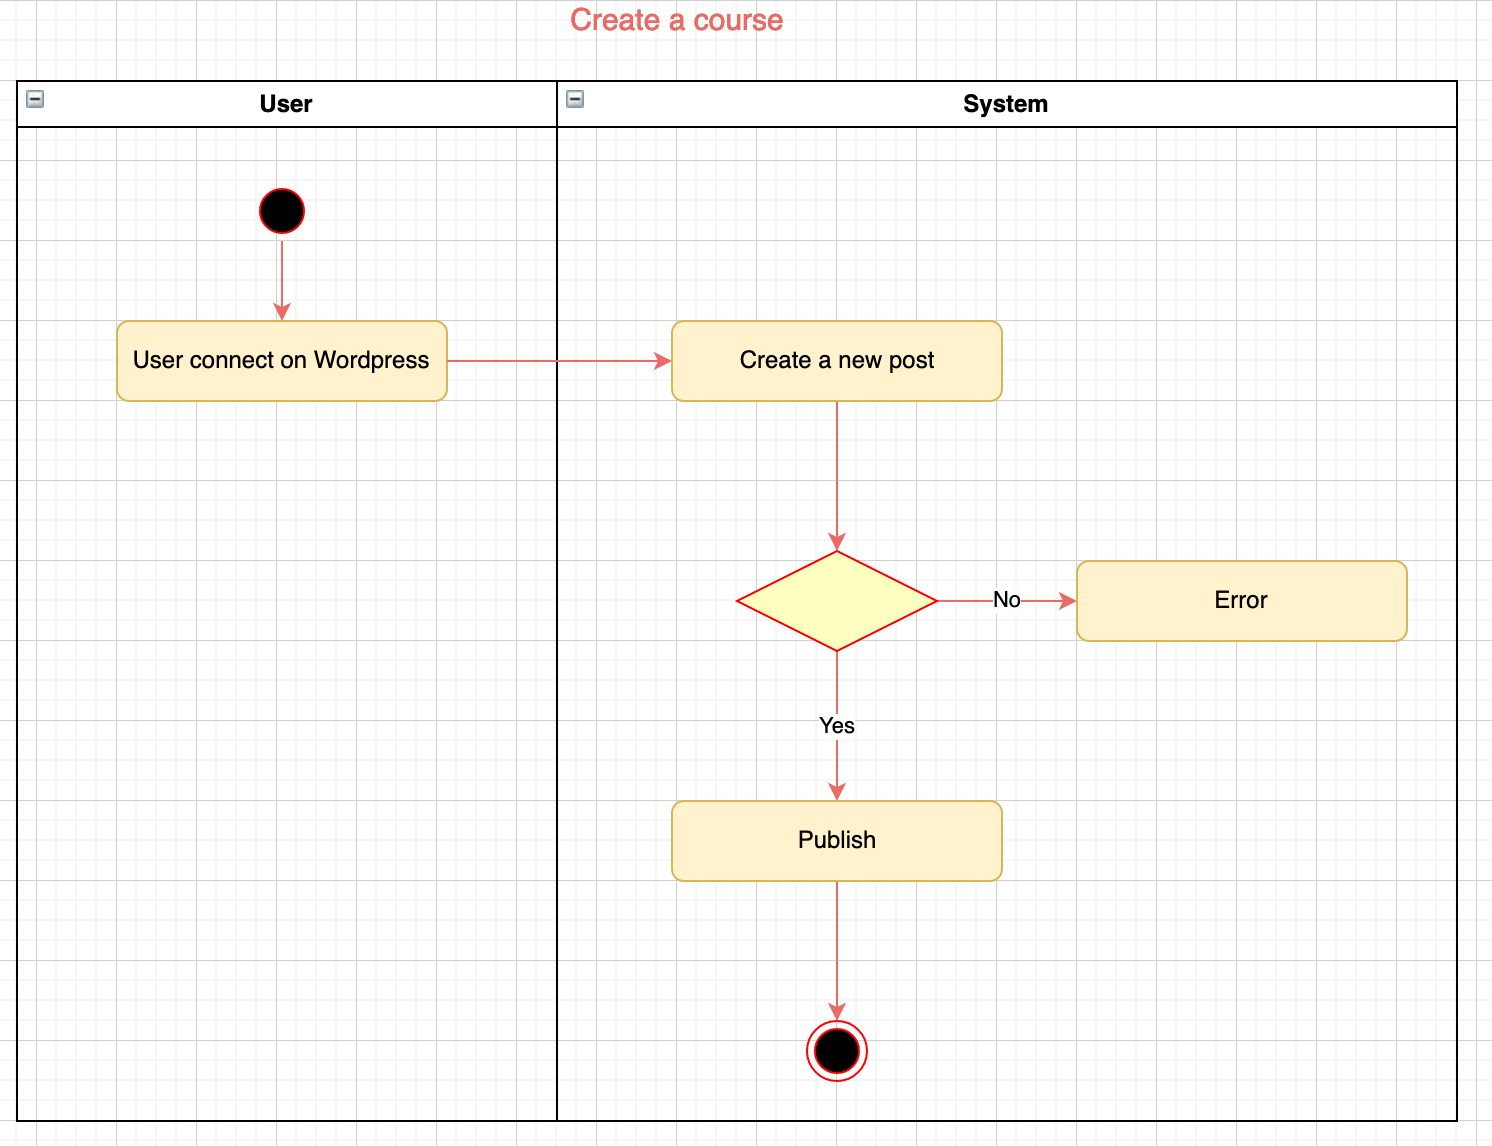 Create a course
User
System
User connect on Wordpress
Create a new post
No
Error
Yes
Publish